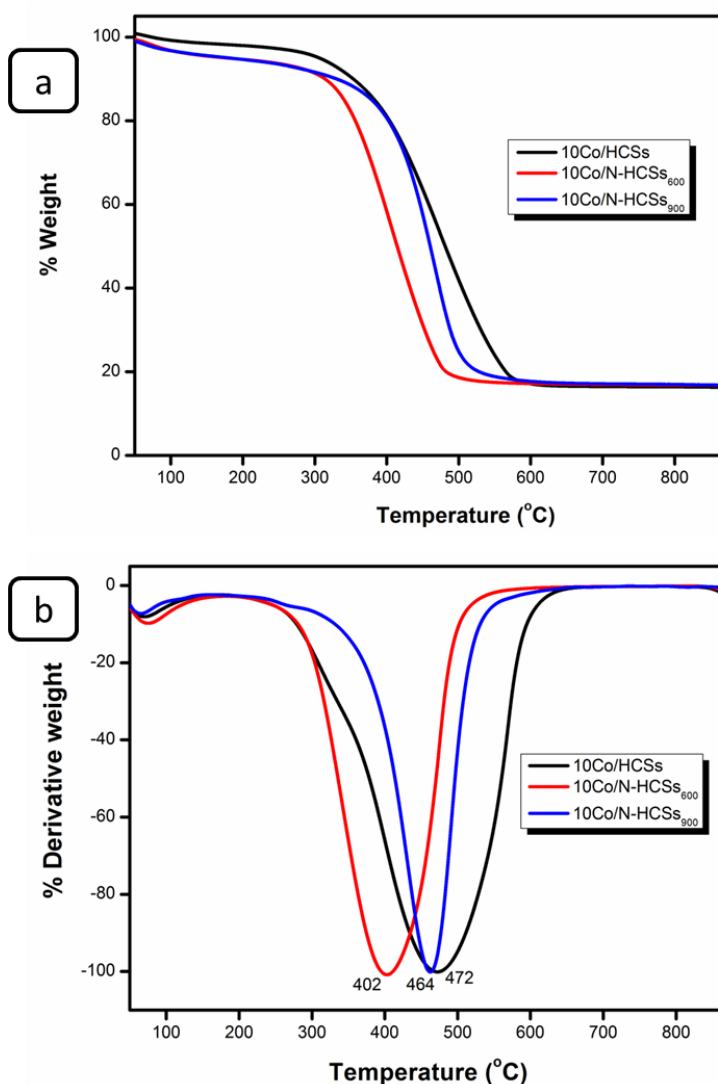 a
100
80
60
40
20
0
% Weight
10Co/HCSs
10Co/N-HCSs₆₀₀
10Co/N-HCSs₉₀₀
100 200 300 400 500 600 700 800
Temperature (°C)
b
0
-20
-40
-60
-80
-100
% Derivative weight
10Co/HCSs
10Co/N-HCSs₆₀₀
10Co/N-HCSs₉₀₀
402 464 472
100 200 300 400 500 600 700 800
Temperature (°C)